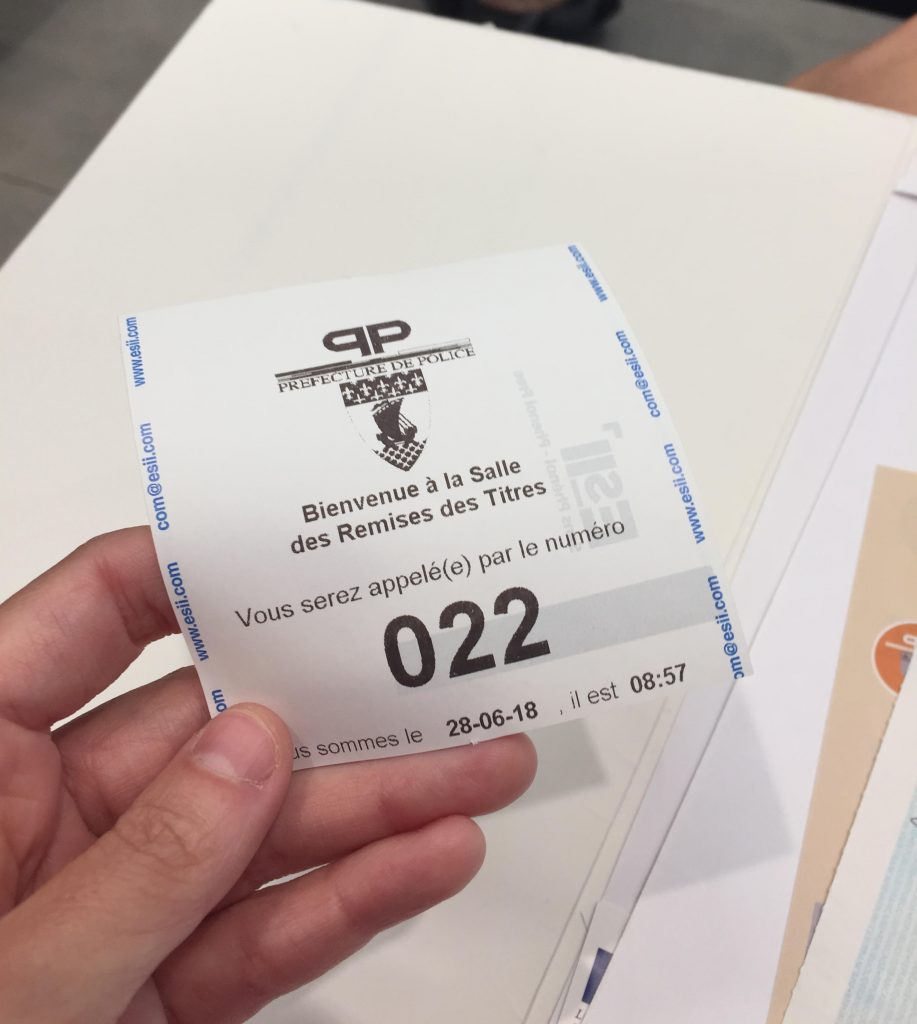 PP
PREFECTURE DE POLICE
Bienvenue à la Salle
des Remises des Titres
Vous serez appelé(e) par le numéro
022
us sommes le 28-06-18 , il est 08:57
www.esii.com
com@esii.com
www.esii.com
om
www.esii.com
com@esii.com
www.esii.com
om@esii.com